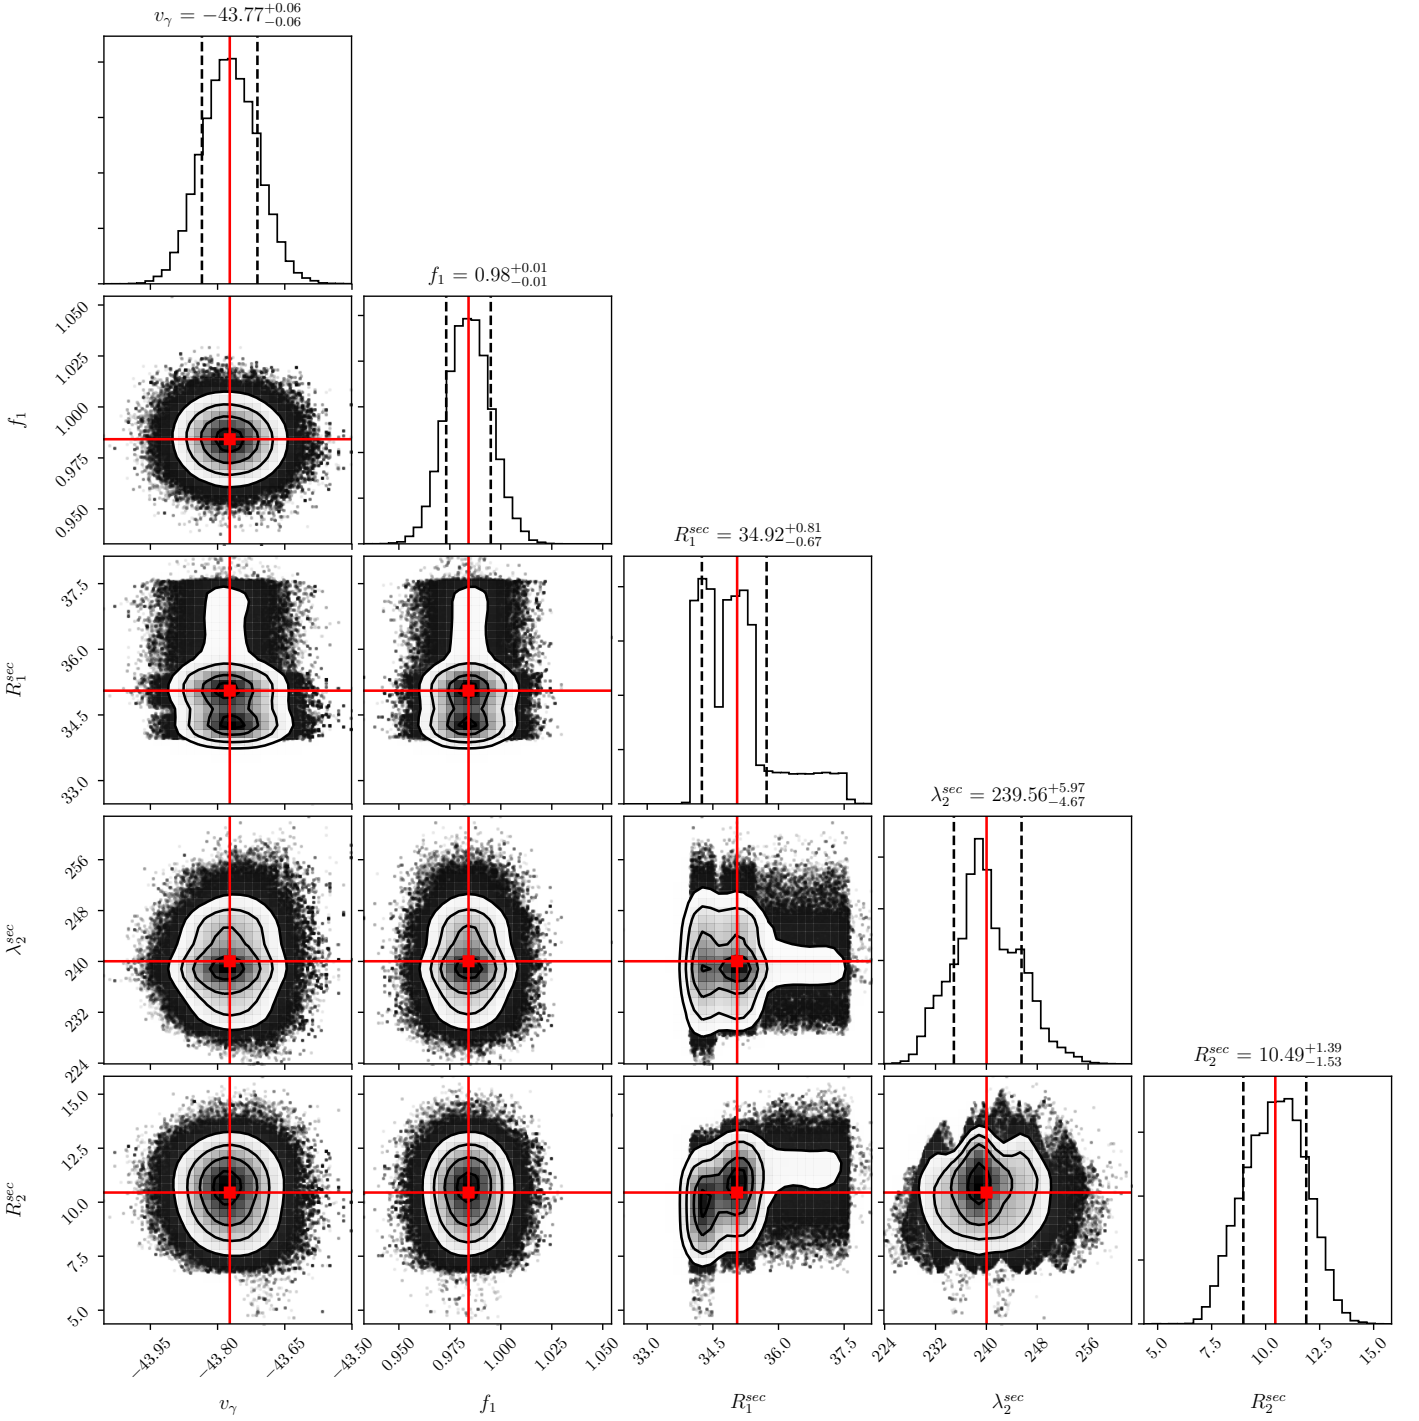 v_γ = −43.77^{+0.06}_{−0.06}
f_1 = 0.98^{+0.01}_{−0.01}
1.050
1.025
1.000
0.975
0.950
f_1
R_1^{sec} = 34.92^{+0.81}_{−0.67}
37.5
36.0
34.5
33.0
R_1^{sec}
λ_2^{sec} = 239.56^{+5.97}_{−4.67}
256
248
240
232
224
λ_2^{sec}
R_2^{sec} = 10.49^{+1.39}_{−1.53}
15.0
12.5
10.0
7.5
5.0
R_2^{sec}
−43.95 −43.80 −43.65 −43.50 0.950 0.975 1.000 1.025 1.050 33.0 34.5 36.0 37.5 224 232 240 248 256 5.0 7.5 10.0 12.5 15.0
v_γ f_1 R_1^{sec} λ_2^{sec} R_2^{sec}